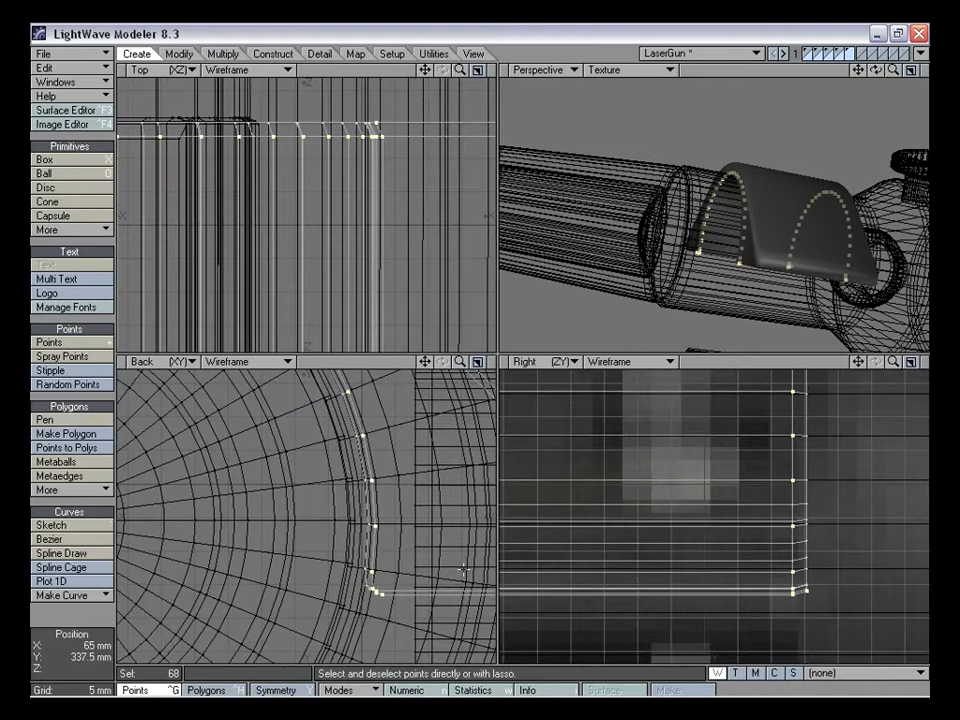 LightWave Modeler 8.3
File
Create Modify Multiply Construct Detail Map Setup Utilities View
LaserGun *
1
Edit
Top (XZ) Wireframe
Perspective Texture
Windows
Help
Surface Editor ^F3
Image Editor ^F4
Primitives
Box X
Ball O
Disc
Cone
Capsule
More
Text
Text
Multi Text
Logo
Manage Fonts
Points
Points +
Spray Points
Stipple
Back (XY) Wireframe
Right (ZY) Wireframe
Random Points
Polygons
Pen
Make Polygon
Points to Polys
Metaballs
Metaedges
More
Curves
Sketch
Bezier
Spline Draw
Spline Cage
Plot 1D
Make Curve
Position
X: 65 mm
Y: 337.5 mm
Z:
Sel: 68
Select and deselect points directly or with lasso.
W T M C S (none)
Grid: 5 mm
Points ^G Polygons ^H Symmetry Y Modes Numeric n Statistics w Info i Surface Make